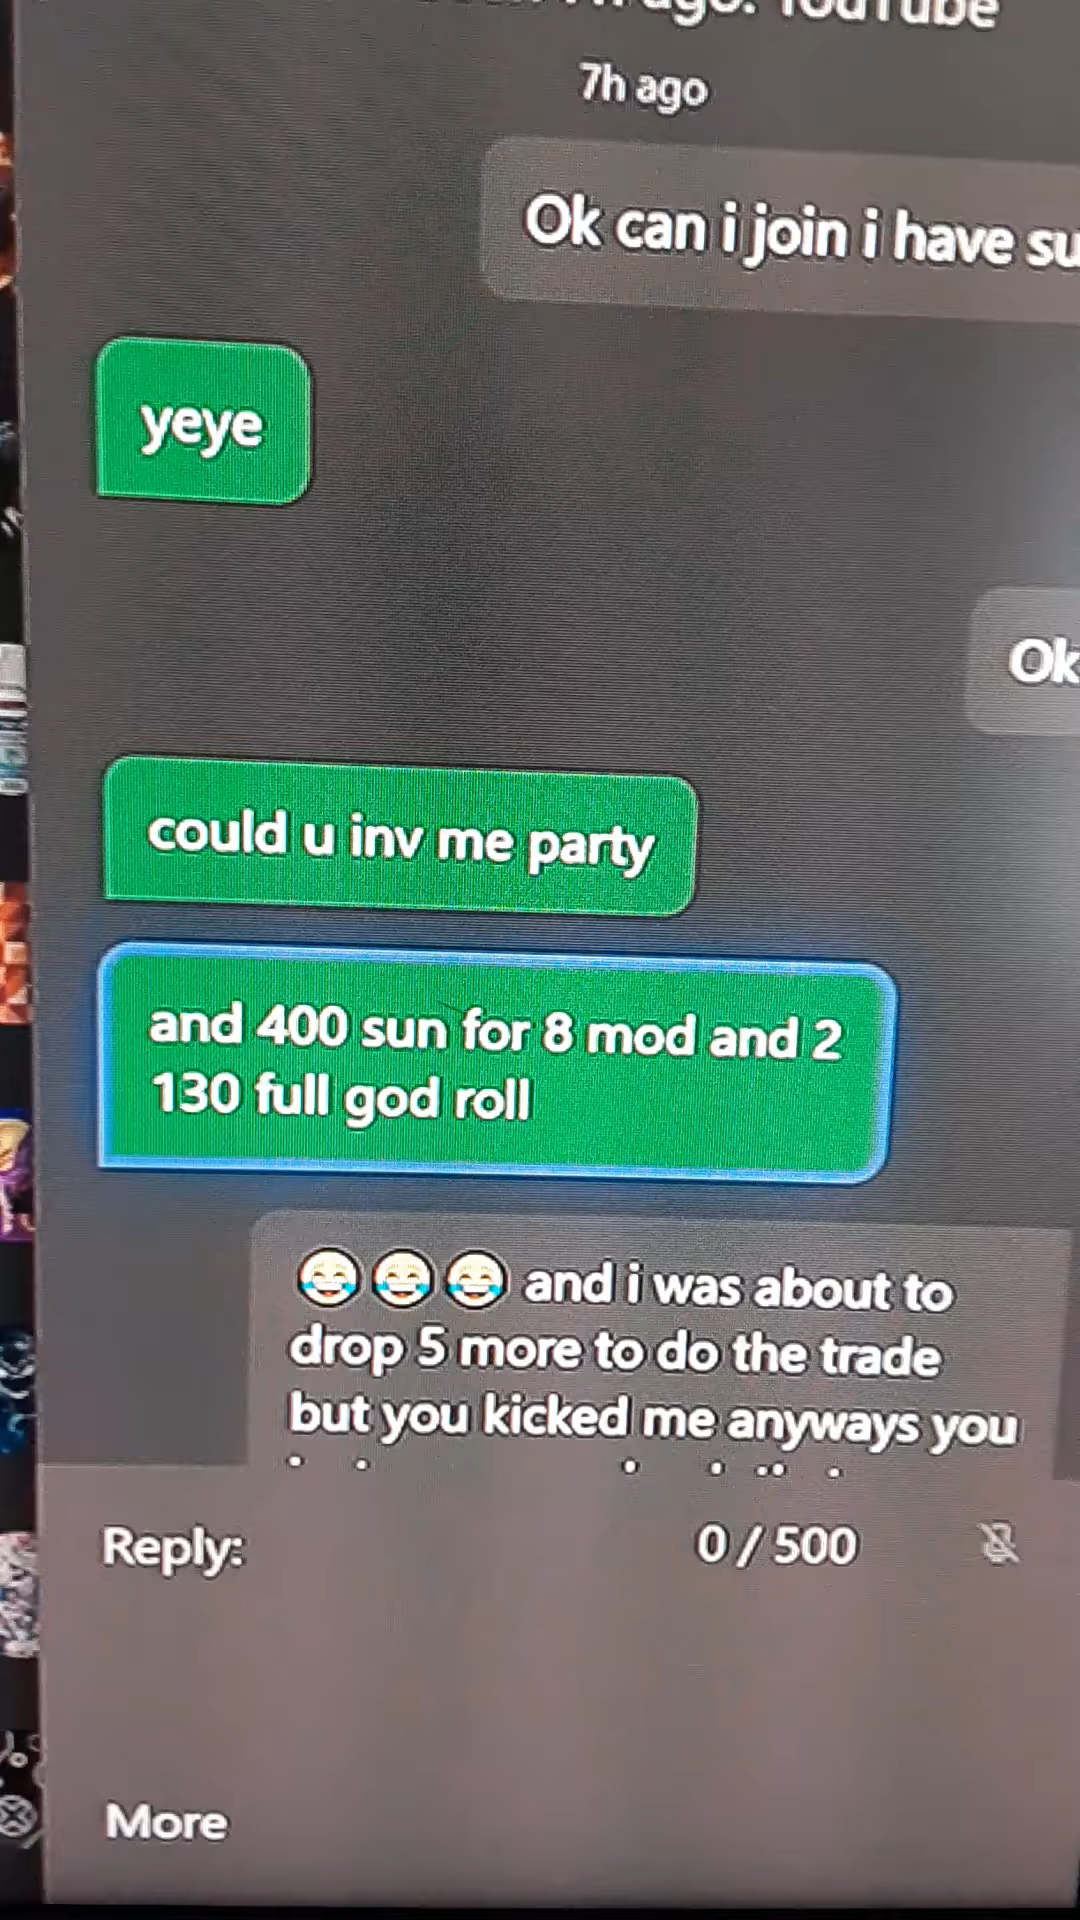 ago: YouTube
7h ago
Ok can i join i have su
yeye
Ok
could u inv me party
and 400 sun for 8 mod and 2
130 full god roll
😂😂😂 and i was about to
drop 5 more to do the trade
but you kicked me anyways you
Reply:
0 / 500
More